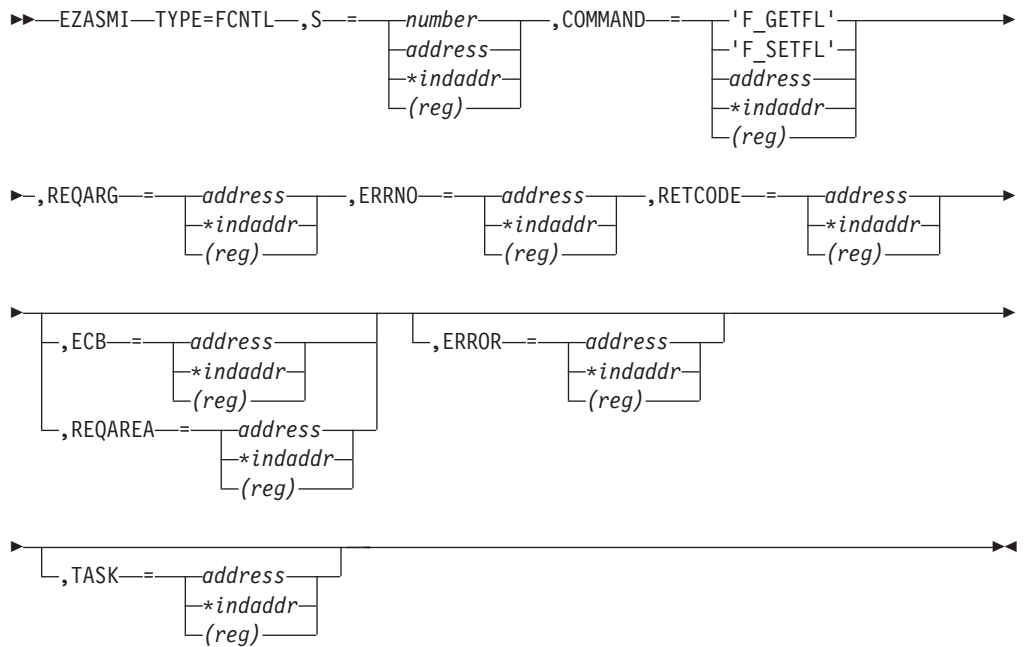 EZASMI TYPE=FCNTL ,S = number ,COMMAND = 'F_GETFL'
address 'F_SETFL'
*indaddr address
(reg) *indaddr
(reg)
,REQARG = address ,ERRNO = address ,RETCODE = address
*indaddr *indaddr *indaddr
(reg) (reg) (reg)
,ECB = address ,ERROR = address
*indaddr *indaddr
(reg) (reg)
,REQAREA = address
*indaddr
(reg)
,TASK = address
*indaddr
(reg)